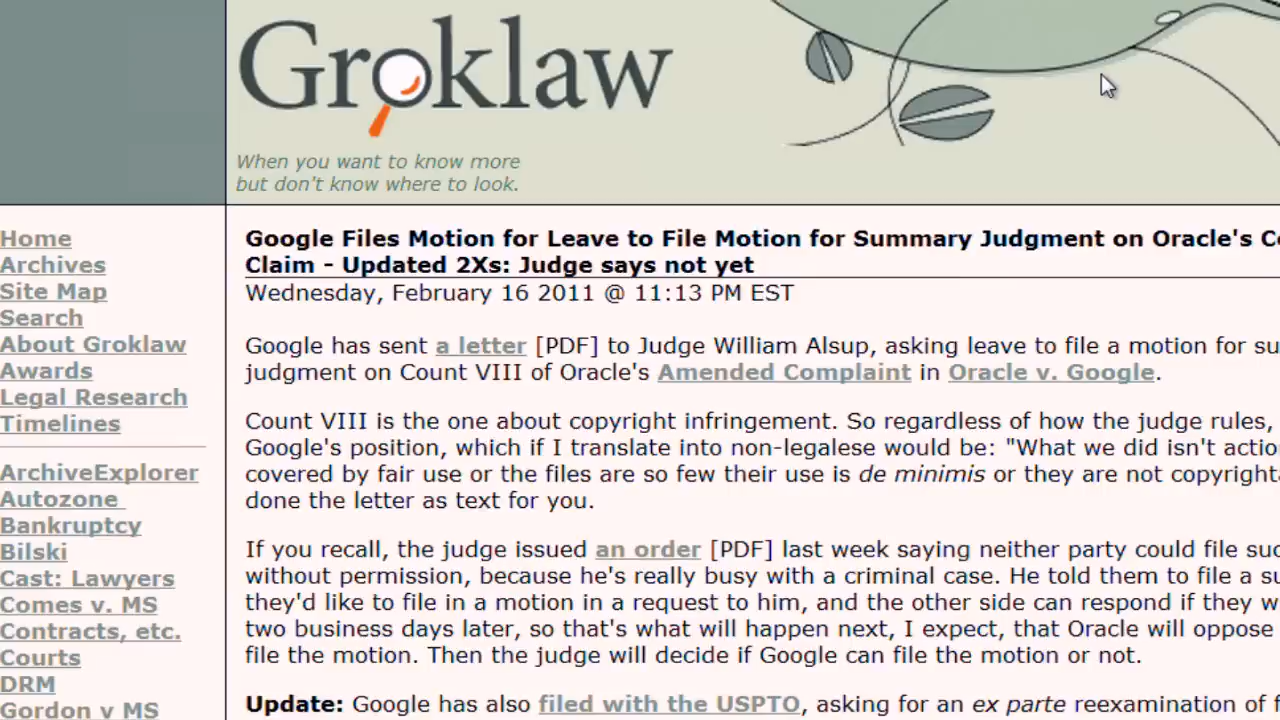 Groklaw
When you want to know more
but don't know where to look.
Home
Archives
Site Map
Search
About Groklaw
Awards
Legal Research
Timelines
ArchiveExplorer
Autozone
Bankruptcy
Bilski
Cast: Lawyers
Comes v. MS
Contracts, etc.
Courts
DRM
Gordon v MS
Google Files Motion for Leave to File Motion for Summary Judgment on Oracle's
Claim - Updated 2Xs: Judge says not yet
Wednesday, February 16 2011 @ 11:13 PM EST
Google has sent a letter [PDF] to Judge William Alsup, asking leave to file a motion for
judgment on Count VIII of Oracle's Amended Complaint in Oracle v. Google.
Count VIII is the one about copyright infringement. So regardless of how the judge rules,
Google's position, which if I translate into non-legalese would be: "What we did isn't
covered by fair use or the files are so few their use is de minimis or they are not
done the letter as text for you.
If you recall, the judge issued an order [PDF] last week saying neither party could file
without permission, because he's really busy with a criminal case. He told them to file a
they'd like to file in a motion in a request to him, and the other side can respond if they
two business days later, so that's what will happen next, I expect, that Oracle will oppose
file the motion. Then the judge will decide if Google can file the motion or not.
Update: Google has also filed with the USPTO, asking for an ex parte reexamination of